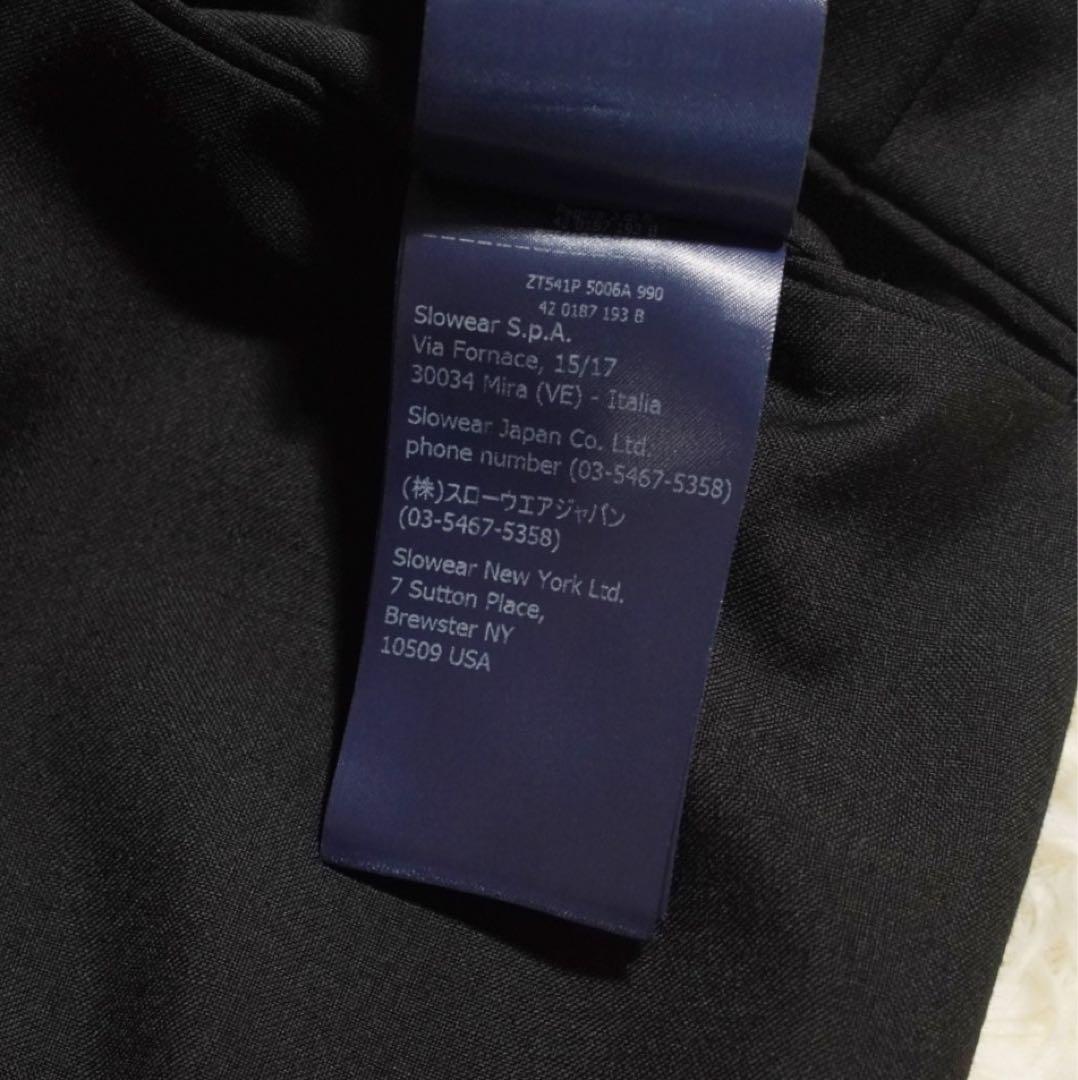 ZT541P 5006A 990
42 0187 193 B
Slowear S.p.A.
Via Fornace, 15/17
30034 Mira (VE) - Italia
Slowear Japan Co. Ltd.
phone number (03-5467-5358)
(株)スローウエアジャパン
(03-5467-5358)
Slowear New York Ltd.
7 Sutton Place,
Brewster NY
10509 USA